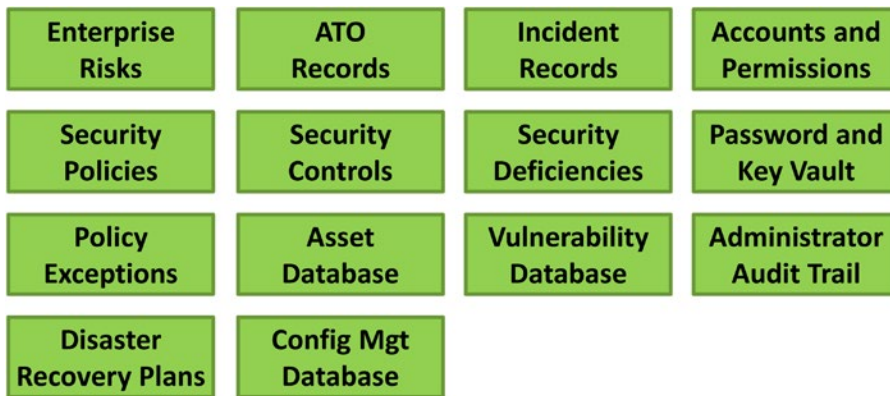 Enterprise
Risks
ATO
Records
Incident
Records
Accounts and
Permissions
Security
Policies
Security
Controls
Security
Deficiencies
Password and
Key Vault
Policy
Exceptions
Asset
Database
Vulnerability
Database
Administrator
Audit Trail
Disaster
Recovery Plans
Config Mgt
Database